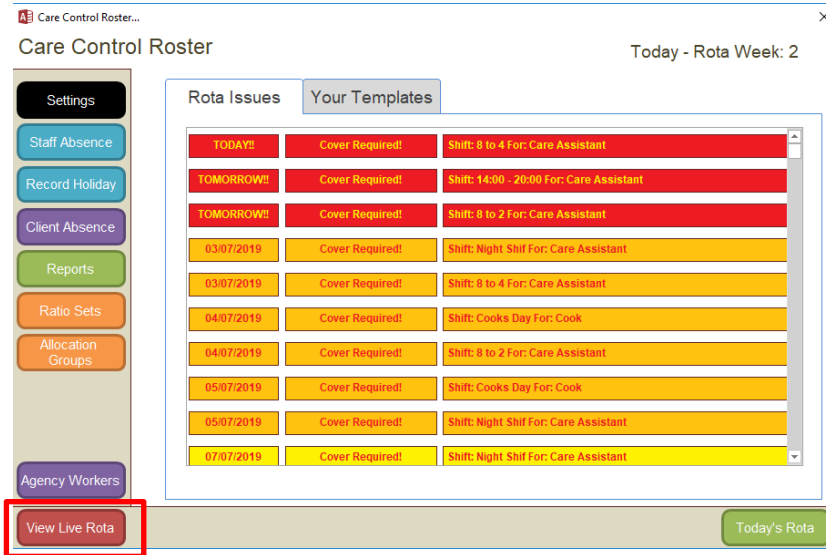 Care Control Roster...
Care Control Roster
Today - Rota Week: 2
Settings
Staff Absence
Record Holiday
Client Absence
Reports
Ratio Sets
Allocation
Groups
Agency Workers
View Live Rota
Rota Issues Your Templates
TODAY!! Cover Required! Shift: 8 to 4 For: Care Assistant
TOMORROW!! Cover Required! Shift: 14:00 - 20:00 For: Care Assistant
TOMORROW!! Cover Required! Shift: 8 to 2 For: Care Assistant
03/07/2019 Cover Required! Shift: Night Shif For: Care Assistant
03/07/2019 Cover Required! Shift: 8 to 4 For: Care Assistant
04/07/2019 Cover Required! Shift: Cooks Day For: Cook
04/07/2019 Cover Required! Shift: 8 to 2 For: Care Assistant
05/07/2019 Cover Required! Shift: Cooks Day For: Cook
05/07/2019 Cover Required! Shift: Night Shif For: Care Assistant
07/07/2019 Cover Required! Shift: Night Shif For: Care Assistant
Today's Rota